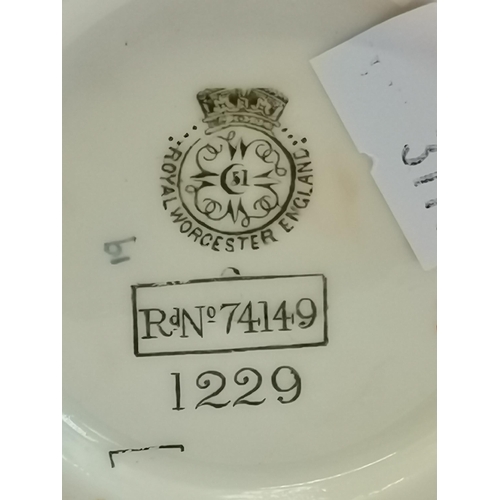 ROYAL WORCESTER ENGLAND
51
RdNo 74149
1229